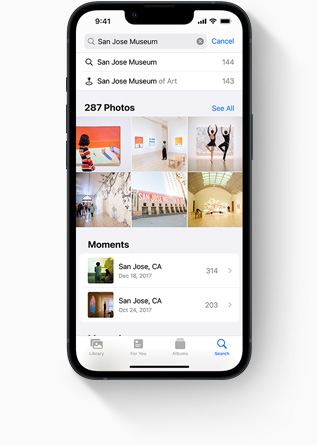 9:41
San Jose Museum
Cancel
San Jose Museum 144
San Jose Museum of Art 143
287 Photos See All
Moments
San Jose, CA
Dec 18, 2017
314
San Jose, CA
Oct 24, 2017
203
Library For You Albums Search